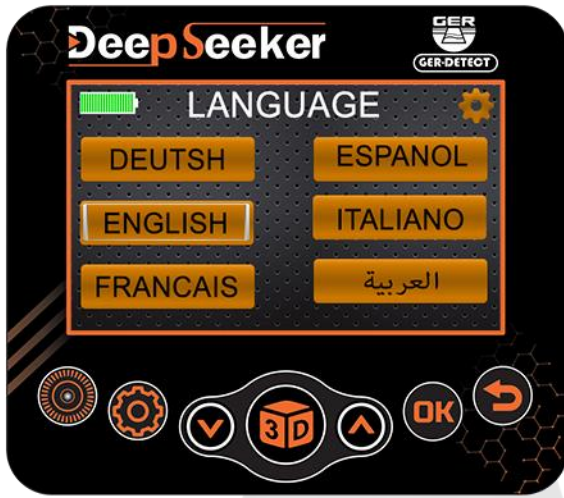 Deep Seeker
GER
GER-DETECT
LANGUAGE
DEUTSH
ESPANOL
ENGLISH
ITALIANO
FRANCAIS
العربية
3D
OK